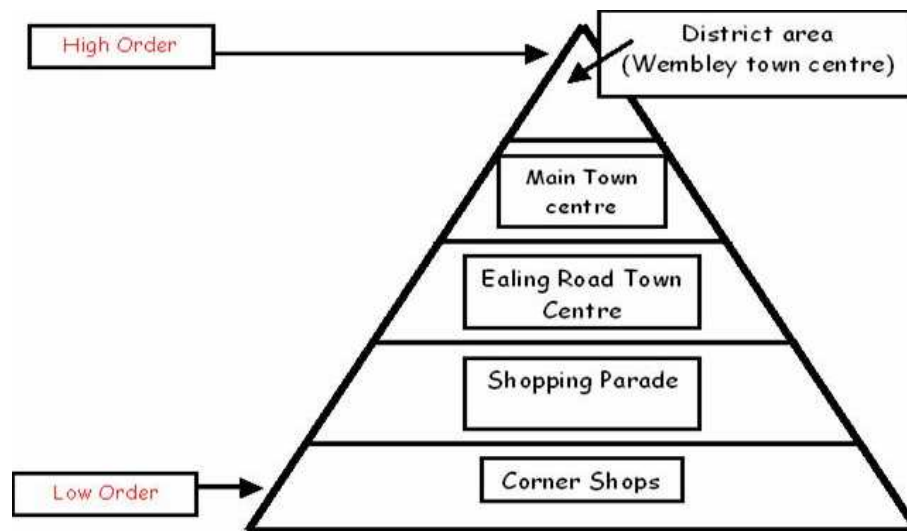 High Order
District area
(Wembley town centre)
Main Town
centre
Ealing Road Town
Centre
Shopping Parade
Corner Shops
Low Order